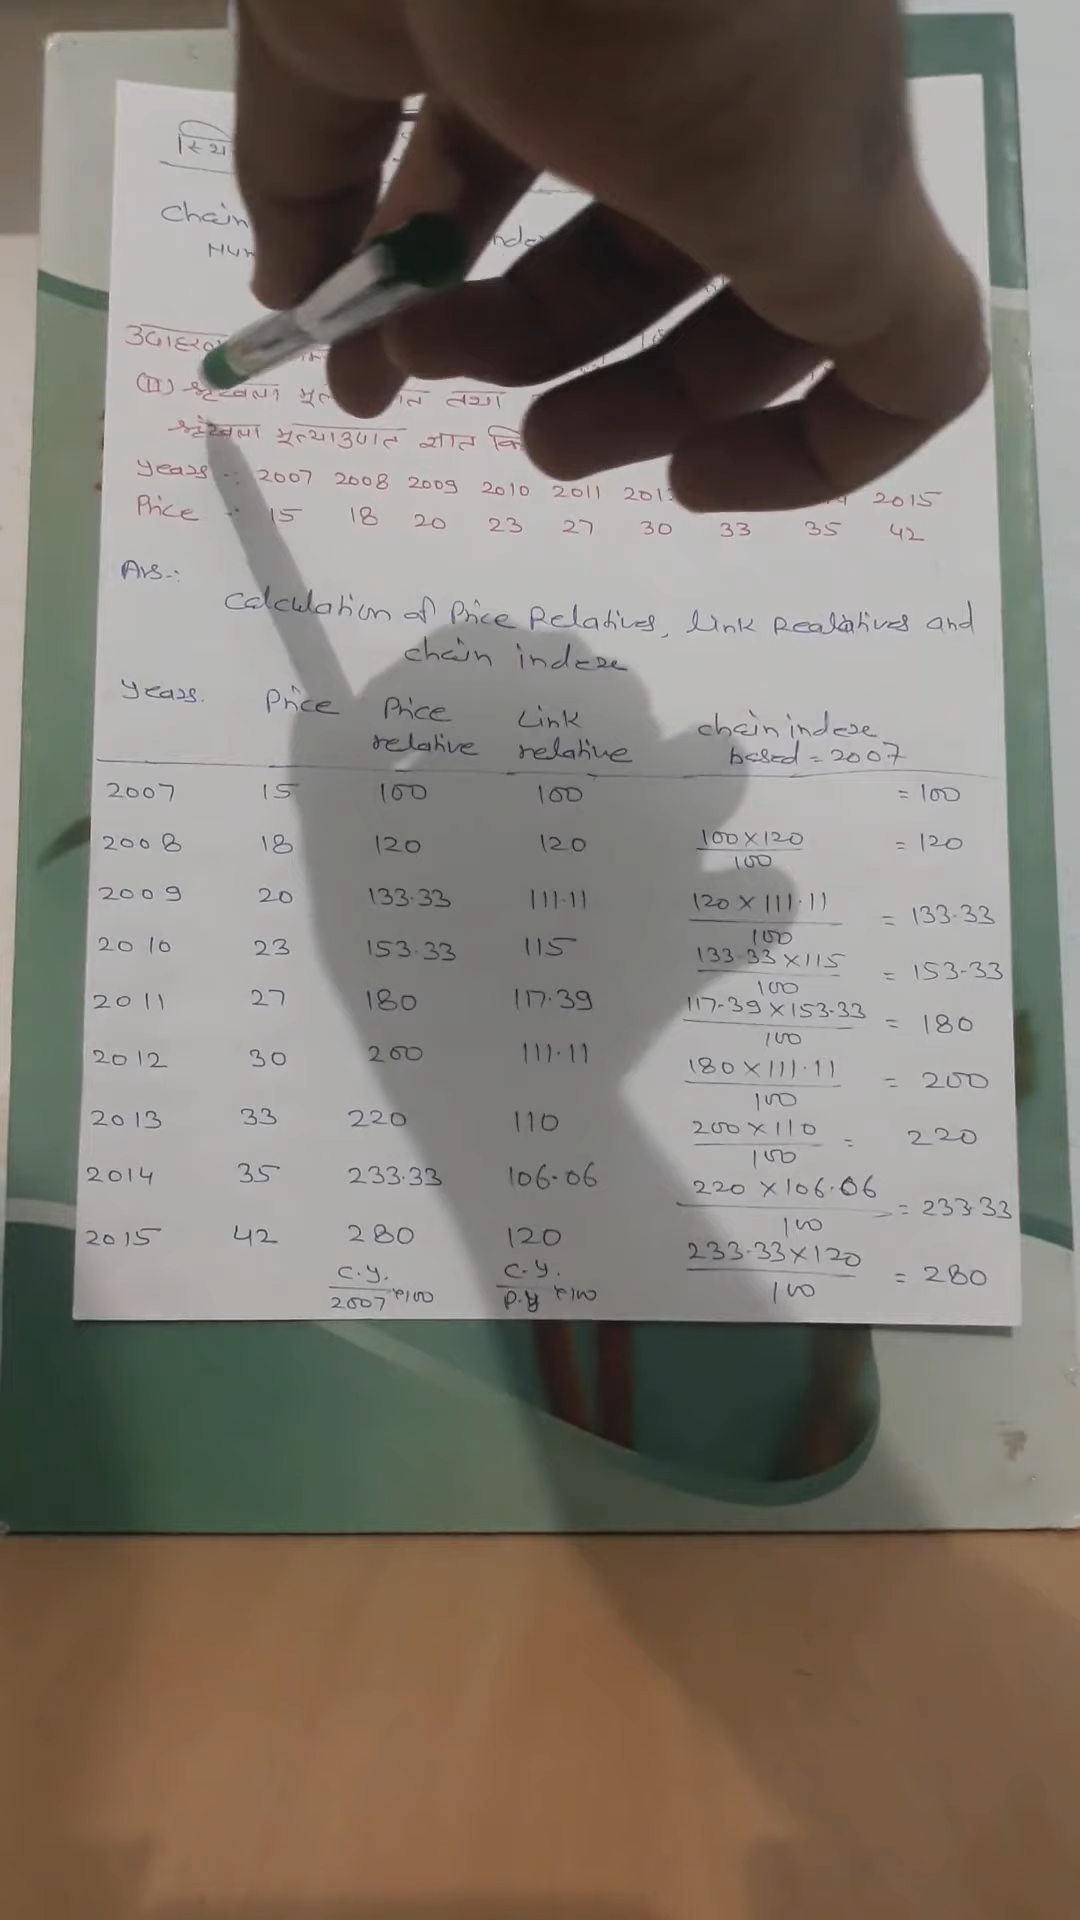 Chain
उदाहरण
(II) श्रृंखला तथा
श्रृंखला मूल्यानुपात ज्ञात
Years :- 2007 2008 2009 2010 2011 2015
Price :- 15 18 20 23 27 30 33 35 42
Ans-:
Calculation of Price Relatives, Link Realatives and
chain indexe
Years. Price Price relative Link relative chain indexe based = 2007
2007 15 100 100 = 100
2008 18 120 120 100×120/100 = 120
2009 20 133.33 111.11 120×111.11/100 = 133.33
2010 23 153.33 115 133.33×115/100 = 153.33
2011 27 180 117.39 117.39×153.33/100 = 180
2012 30 200 111.11 180×111.11/100 = 200
2013 33 220 110 200×110/100 = 220
2014 35 233.33 106.06 220×106.06/100 = 233.33
2015 42 280 120 233.33×120/100 = 280
C.Y./2007 ×100 C.Y./P.Y ×100